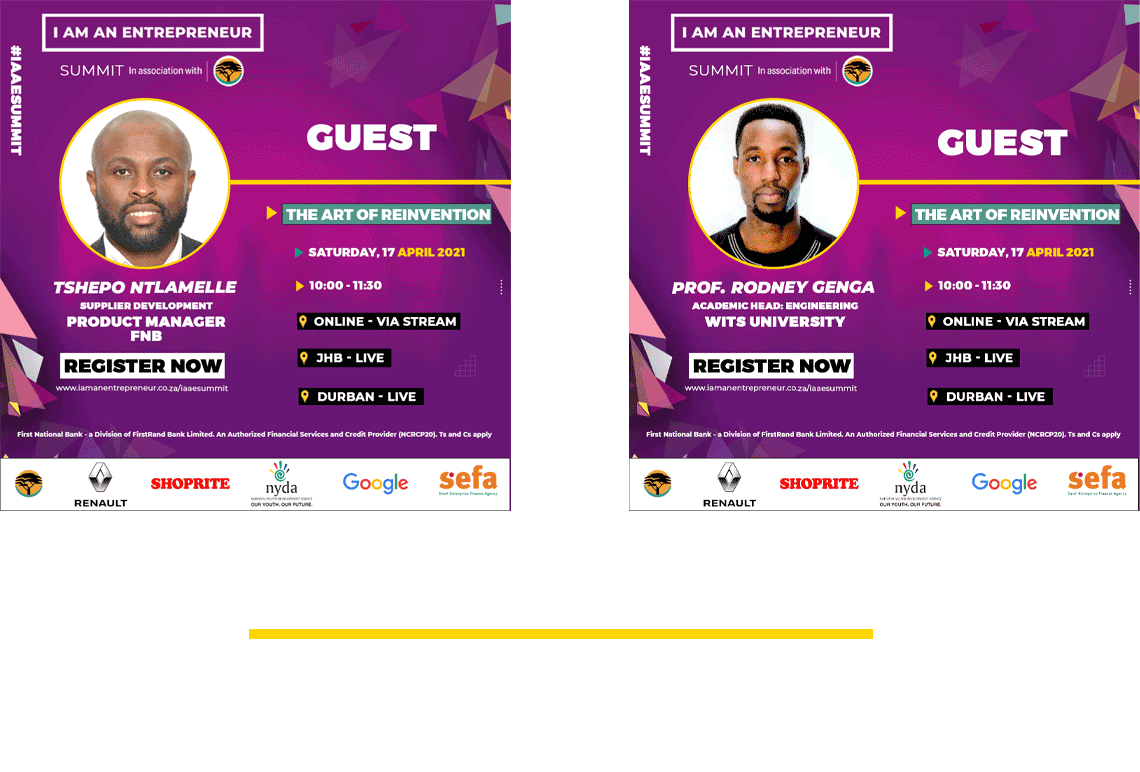 I AM AN ENTREPRENEUR
SUMMIT In association with
#IAAESUMMIT
GUEST
THE ART OF REINVENTION
SATURDAY, 17 APRIL 2021
10:00 - 11:30
TSHEPO NTLAMELLE
SUPPLIER DEVELOPMENT
PRODUCT MANAGER
FNB
ONLINE - VIA STREAM
JHB - LIVE
DURBAN - LIVE
REGISTER NOW
www.iamanentrepreneur.co.za/iaaesummit
First National Bank - a Division of FirstRand Bank Limited. An Authorized Financial Services and Credit Provider (NCRCP20). Ts and Cs apply
RENAULT
SHOPRITE
nyda
NATIONAL YOUTH DEVELOPMENT AGENCY
OUR YOUTH. OUR FUTURE.
Google
sefa
Small Enterprise Finance Agency
I AM AN ENTREPRENEUR
SUMMIT In association with
#IAAESUMMIT
GUEST
THE ART OF REINVENTION
SATURDAY, 17 APRIL 2021
10:00 - 11:30
PROF. RODNEY GENGA
ACADEMIC HEAD: ENGINEERING
WITS UNIVERSITY
ONLINE - VIA STREAM
JHB - LIVE
DURBAN - LIVE
REGISTER NOW
www.iamanentrepreneur.co.za/iaaesummit
First National Bank - a Division of FirstRand Bank Limited. An Authorized Financial Services and Credit Provider (NCRCP20). Ts and Cs apply
RENAULT
SHOPRITE
nyda
NATIONAL YOUTH DEVELOPMENT AGENCY
OUR YOUTH. OUR FUTURE.
Google
sefa
Small Enterprise Finance Agency